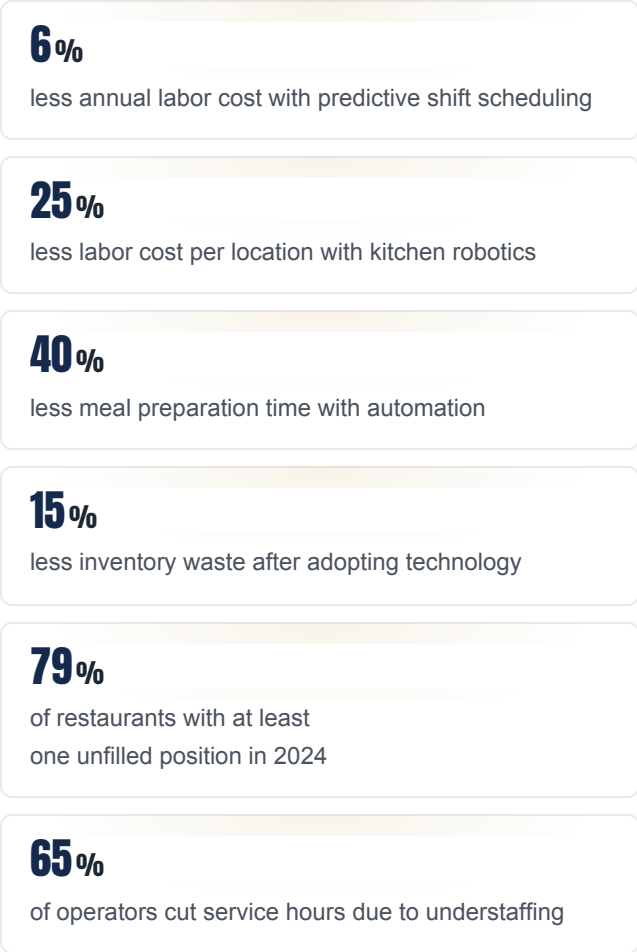 6%
less annual labor cost with predictive shift scheduling
25%
less labor cost per location with kitchen robotics
40%
less meal preparation time with automation
15%
less inventory waste after adopting technology
79%
of restaurants with at least
one unfilled position in 2024
65%
of operators cut service hours due to understaffing